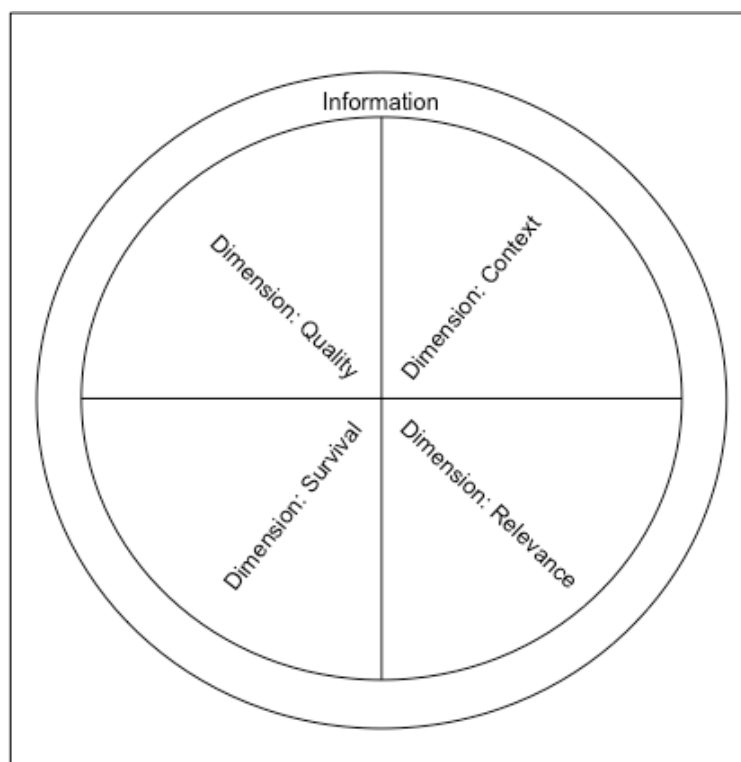 Information
Dimension: Quality
Dimension: Context
Dimension: Survival
Dimension: Relevance